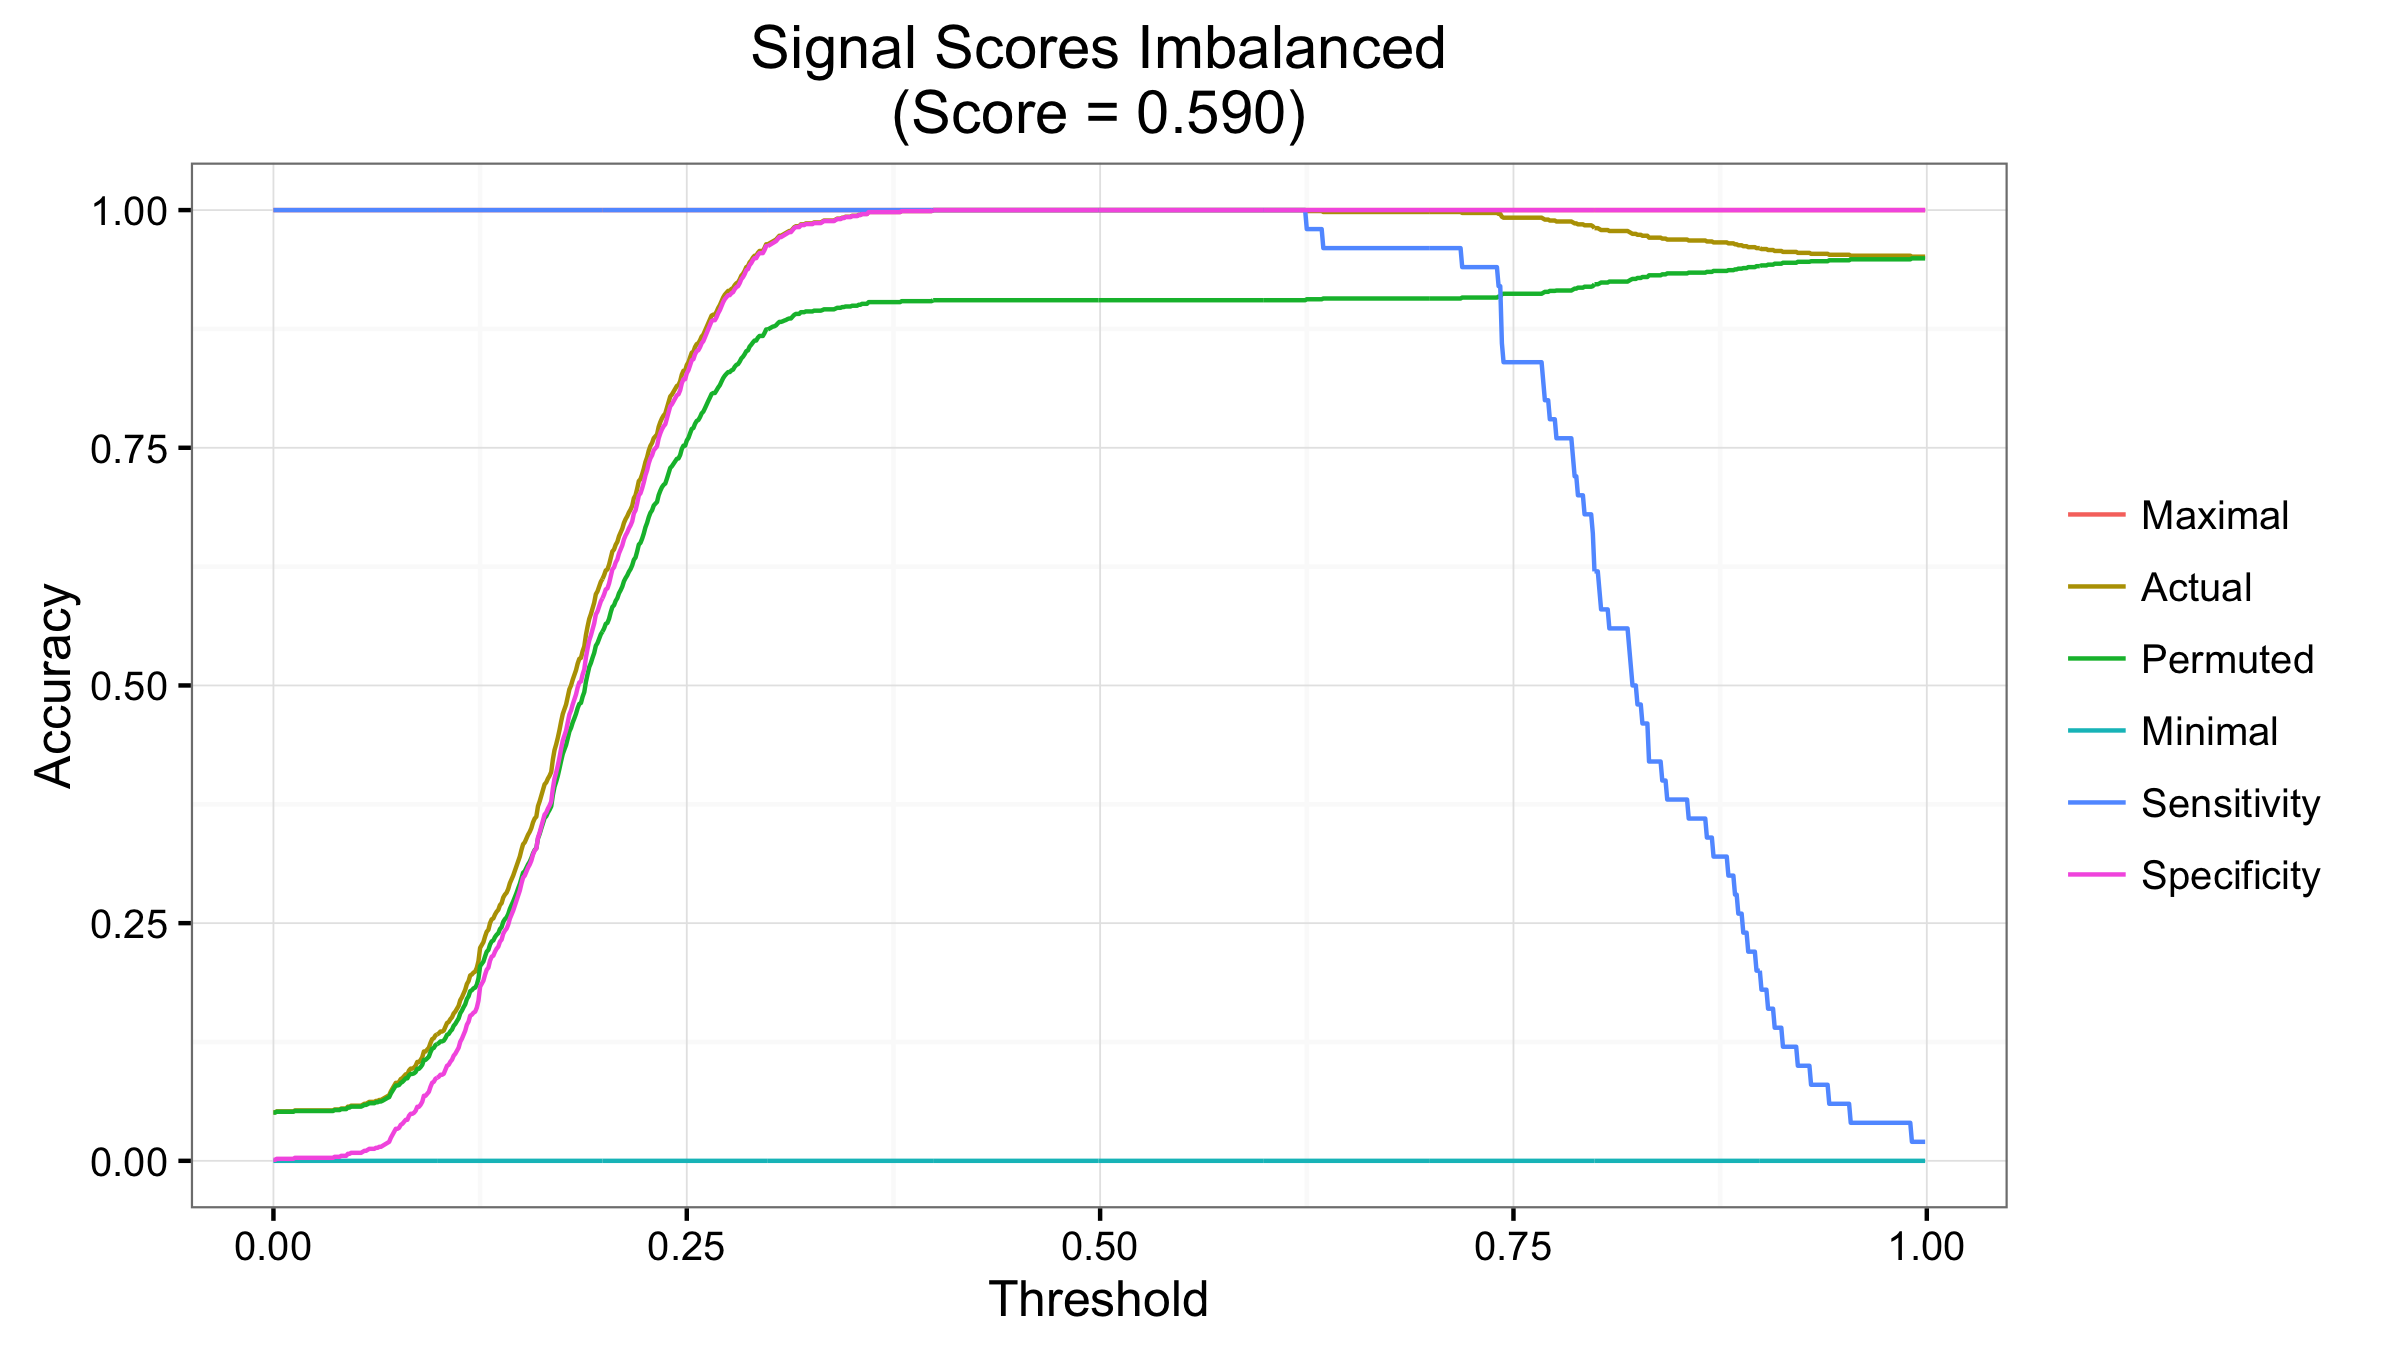 Signal Scores Imbalanced
(Score = 0.590)
Accuracy
1.00
0.75
0.50
0.25
0.00
0.00 0.25 0.50 0.75 1.00
Threshold
Maximal
Actual
Permuted
Minimal
Sensitivity
Specificity